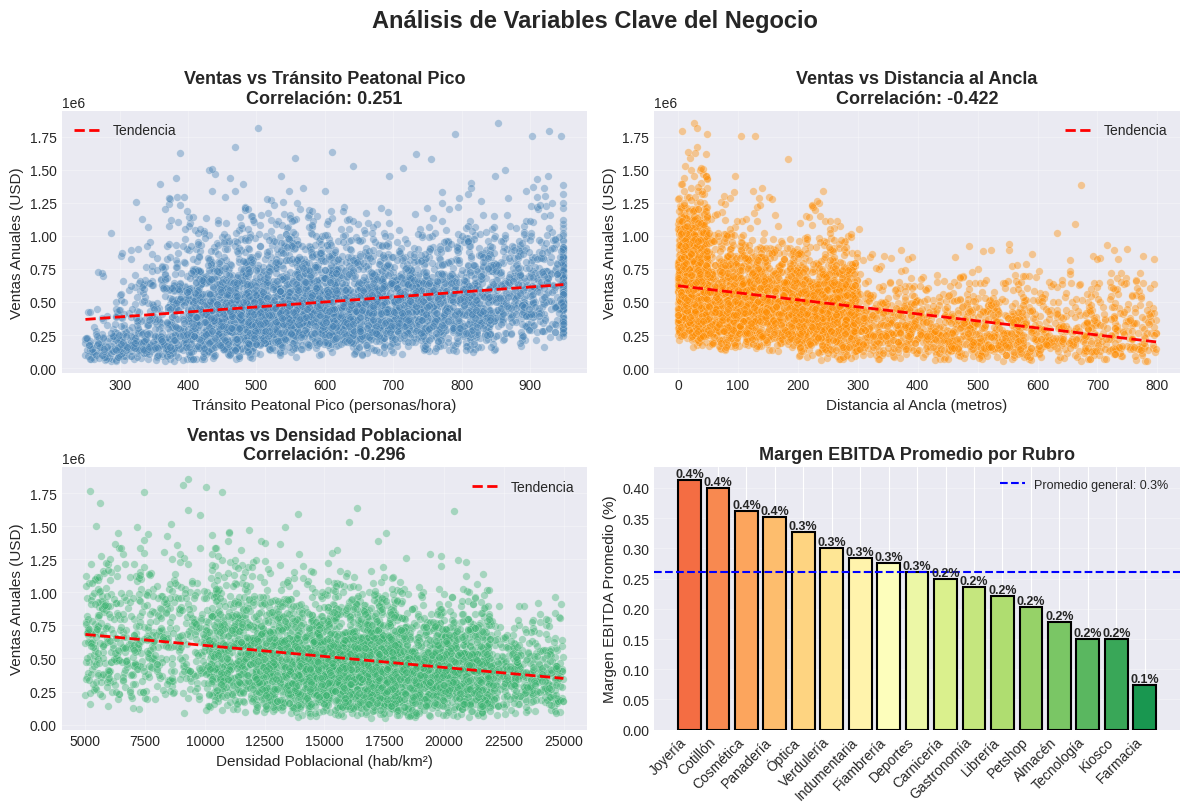 Análisis de Variables Clave del Negocio
Ventas vs Tránsito Peatonal Pico
Correlación: 0.251
1e6
Tendencia
1.75
1.50
1.25
1.00
0.75
0.50
0.25
0.00
Ventas Anuales (USD)
300 400 500 600 700 800 900
Tránsito Peatonal Pico (personas/hora)
Ventas vs Distancia al Ancla
Correlación: -0.422
1e6
Tendencia
1.75
1.50
1.25
1.00
0.75
0.50
0.25
0.00
Ventas Anuales (USD)
0 100 200 300 400 500 600 700 800
Distancia al Ancla (metros)
Ventas vs Densidad Poblacional
Correlación: -0.296
1e6
Tendencia
1.75
1.50
1.25
1.00
0.75
0.50
0.25
0.00
Ventas Anuales (USD)
5000 7500 10000 12500 15000 17500 20000 22500 25000
Densidad Poblacional (hab/km²)
Margen EBITDA Promedio por Rubro
Promedio general: 0.3%
0.40
0.35
0.30
0.25
0.20
0.15
0.10
0.05
0.00
Margen EBITDA Promedio (%)
0.4% 0.4% 0.4% 0.4% 0.3% 0.3% 0.3% 0.3% 0.3% 0.2% 0.2% 0.2% 0.2% 0.2% 0.2% 0.2% 0.1%
Joyería
Cotillón
Cosmética
Panadería
Óptica
Verdulería
Indumentaria
Fiambrería
Deportes
Carnicería
Gastronomía
Librería
Petshop
Almacén
Tecnología
Kiosco
Farmacia